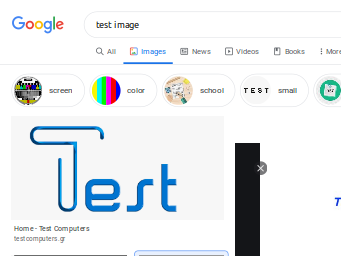 Google
test image
All
Images
News
Videos
Books
More
screen
color
school
TEST
small
Test
Home - Test Computers
testcomputers.gr
T